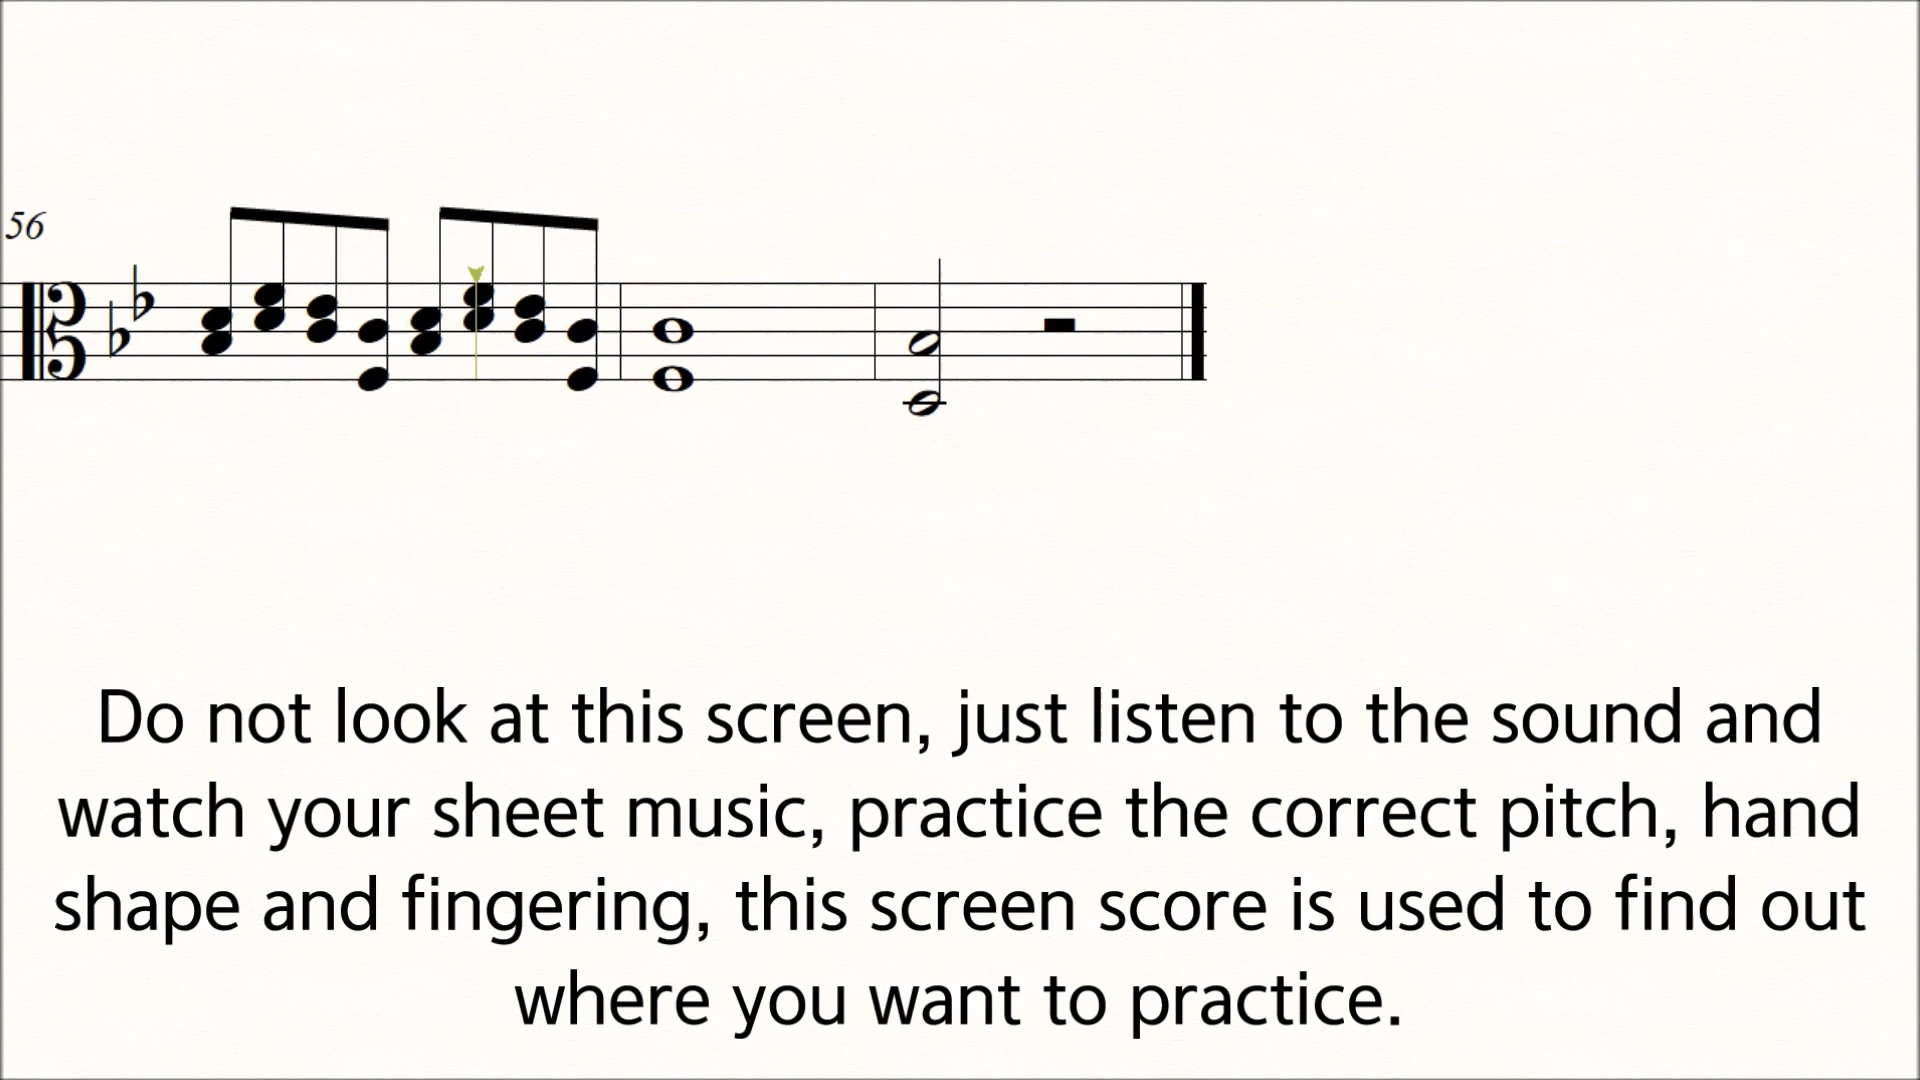 56
Do not look at this screen, just listen to the sound and
watch your sheet music, practice the correct pitch, hand
shape and fingering, this screen score is used to find out
where you want to practice.